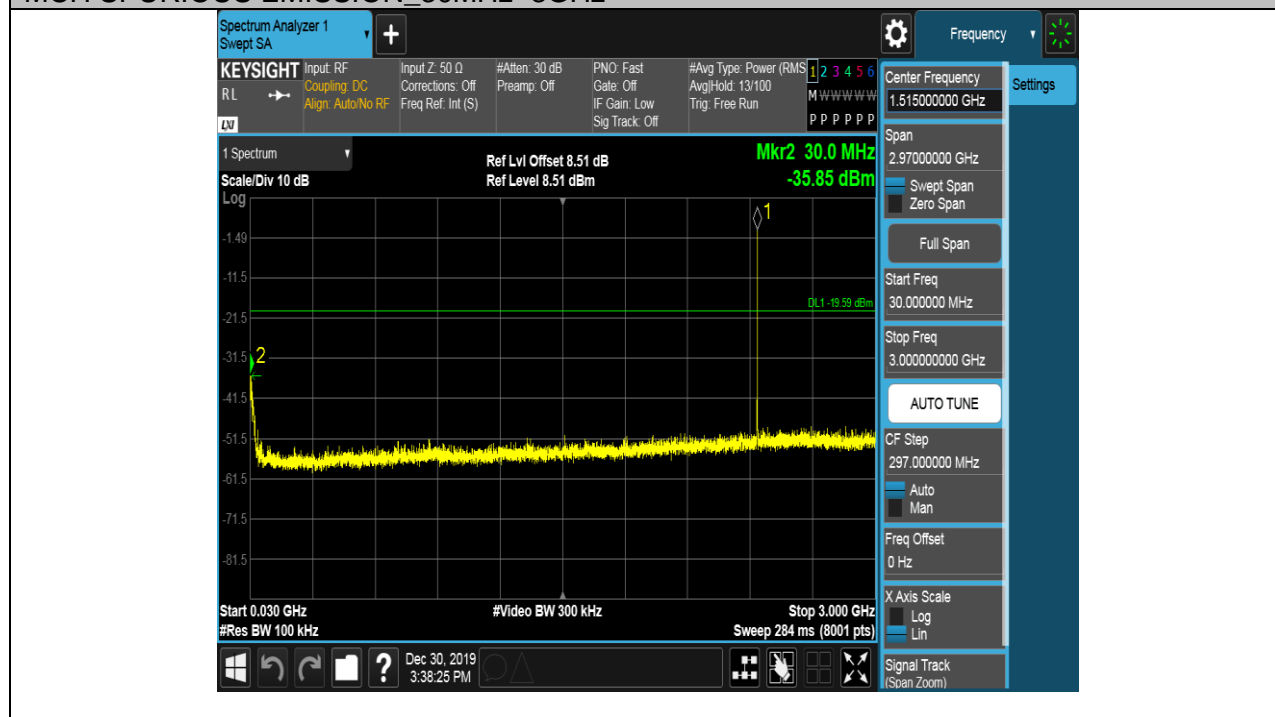 Spectrum Analyzer 1
Swept SA
+
Frequency
KEYSIGHT
RL
LXI
Input: RF
Coupling: DC
Align: Auto/No RF
Input Z: 50 Ω
Corrections: Off
Freq Ref: Int (S)
#Atten: 30 dB
Preamp: Off
PNO: Fast
Gate: Off
IF Gain: Low
Sig Track: Off
#Avg Type: Power (RMS
Avg|Hold: 13/100
Trig: Free Run
1 2 3 4 5 6
M W W W W W
P P P P P P
1 Spectrum
Scale/Div 10 dB
Ref Lvl Offset 8.51 dB
Ref Level 8.51 dBm
Mkr2 30.0 MHz
-35.85 dBm
Log
1
-1.49
-11.5
DL1 -19.59 dBm
-21.5
-31.5
2
-41.5
-51.5
-61.5
-71.5
-81.5
Start 0.030 GHz
#Res BW 100 kHz
#Video BW 300 kHz
Stop 3.000 GHz
Sweep 284 ms (8001 pts)
?
Dec 30, 2019
3:38:25 PM
Center Frequency
1.515000000 GHz
Settings
Span
2.97000000 GHz
Swept Span
Zero Span
Full Span
Start Freq
30.000000 MHz
Stop Freq
3.000000000 GHz
AUTO TUNE
CF Step
297.000000 MHz
Auto
Man
Freq Offset
0 Hz
X Axis Scale
Log
Lin
Signal Track
(Span Zoom)